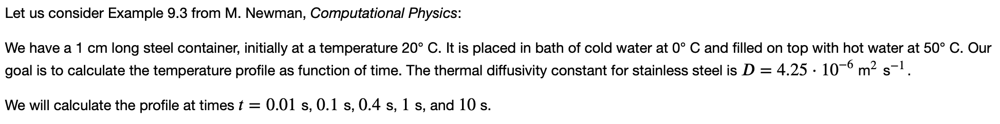 Let us consider Example 9.3 from M. Newman, Computational Physics:
We have a 1 cm long steel container, initially at a temperature 20° C. It is placed in bath of cold water at 0° C and filled on top with hot water at 50° C. Our
goal is to calculate the temperature profile as function of time. The thermal diffusivity constant for stainless steel is D = 4.25 · 10⁻⁶ m² s⁻¹.
We will calculate the profile at times t = 0.01 s, 0.1 s, 0.4 s, 1 s, and 10 s.